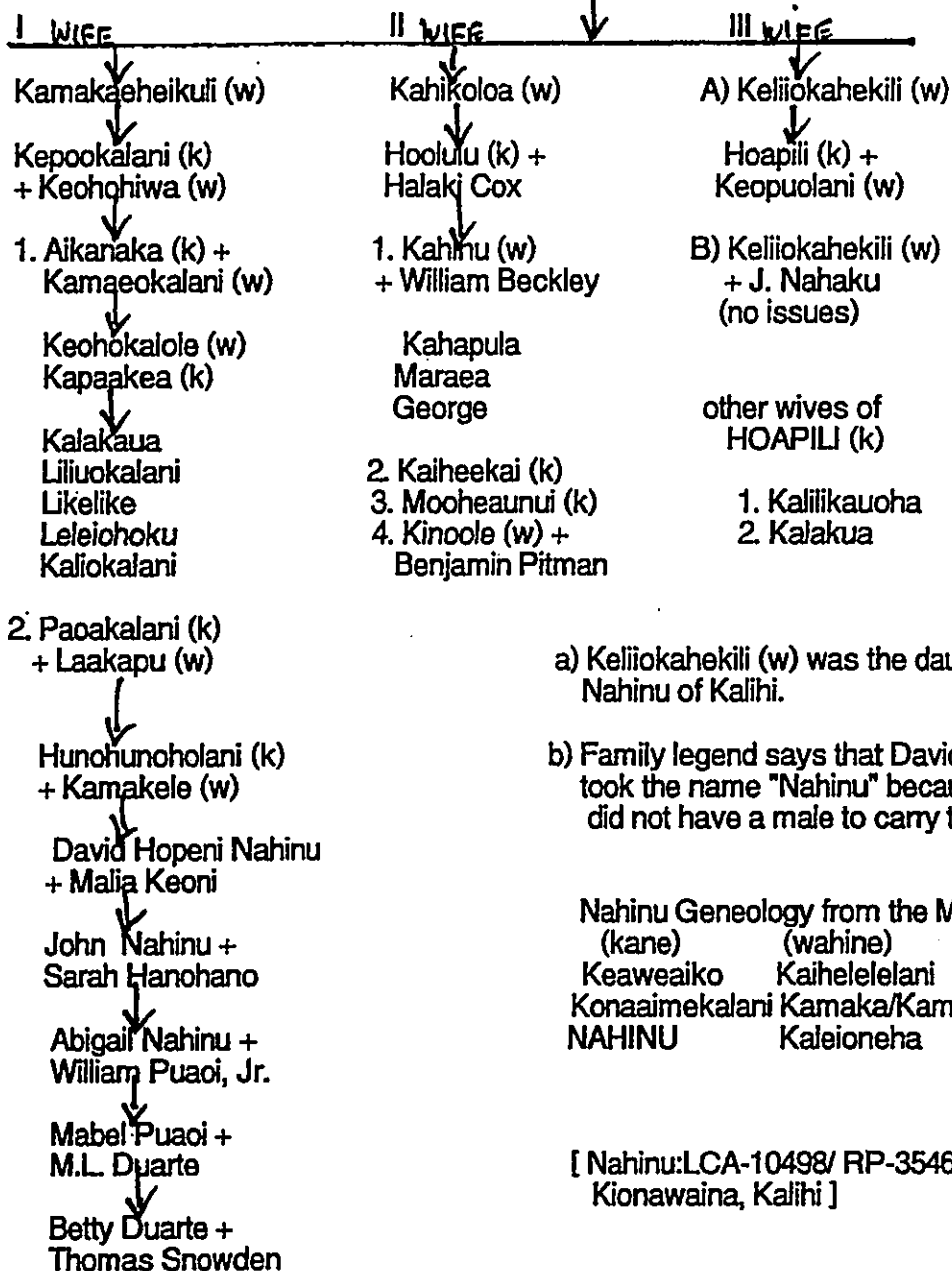 I WIFE
II WIFE
III WIFE
Kamakaeheikuli (w)
Kepookalani (k)
+ Keohohiwa (w)
1. Aikanaka (k) +
Kamaeokalani (w)
Keohokalole (w)
Kapaakea (k)
Kalakaua
Liliuokalani
Likelike
Leleiohoku
Kaliokalani
2. Paoakalani (k)
+ Laakapu (w)
Hunohunoholani (k)
+ Kamakele (w)
David Hopeni Nahinu
+ Malia Keoni
John Nahinu +
Sarah Hanohano
Abigail Nahinu +
William Puaoi, Jr.
Mabel Puaoi +
M.L. Duarte
Betty Duarte +
Thomas Snowden
Kahikoloa (w)
Hoolulu (k) +
Halaki Cox
1. Kahinu (w)
+ William Beckley
Kahapula
Maraea
George
2. Kaiheekai (k)
3. Mooheaunui (k)
4. Kinoole (w) +
Benjamin Pitman
A) Keliiokahekili (w)
Hoapili (k) +
Keopuolani (w)
B) Keliiokahekili (w)
+ J. Nahaku
(no issues)
other wives of
HOAPILI (k)
1. Kalilikauoha
2. Kalakua
a) Keliiokahekili (w) was the dau
Nahinu of Kalihi.
b) Family legend says that David
took the name "Nahinu" becau
did not have a male to carry t
Nahinu Geneology from the M
(kane) (wahine)
Keaweaiko Kaihelelelani
Konaaimekalani Kamaka/Kam
NAHINU Kaleioneha
[ Nahinu:LCA-10498/ RP-3546
Kionawaina, Kalihi ]